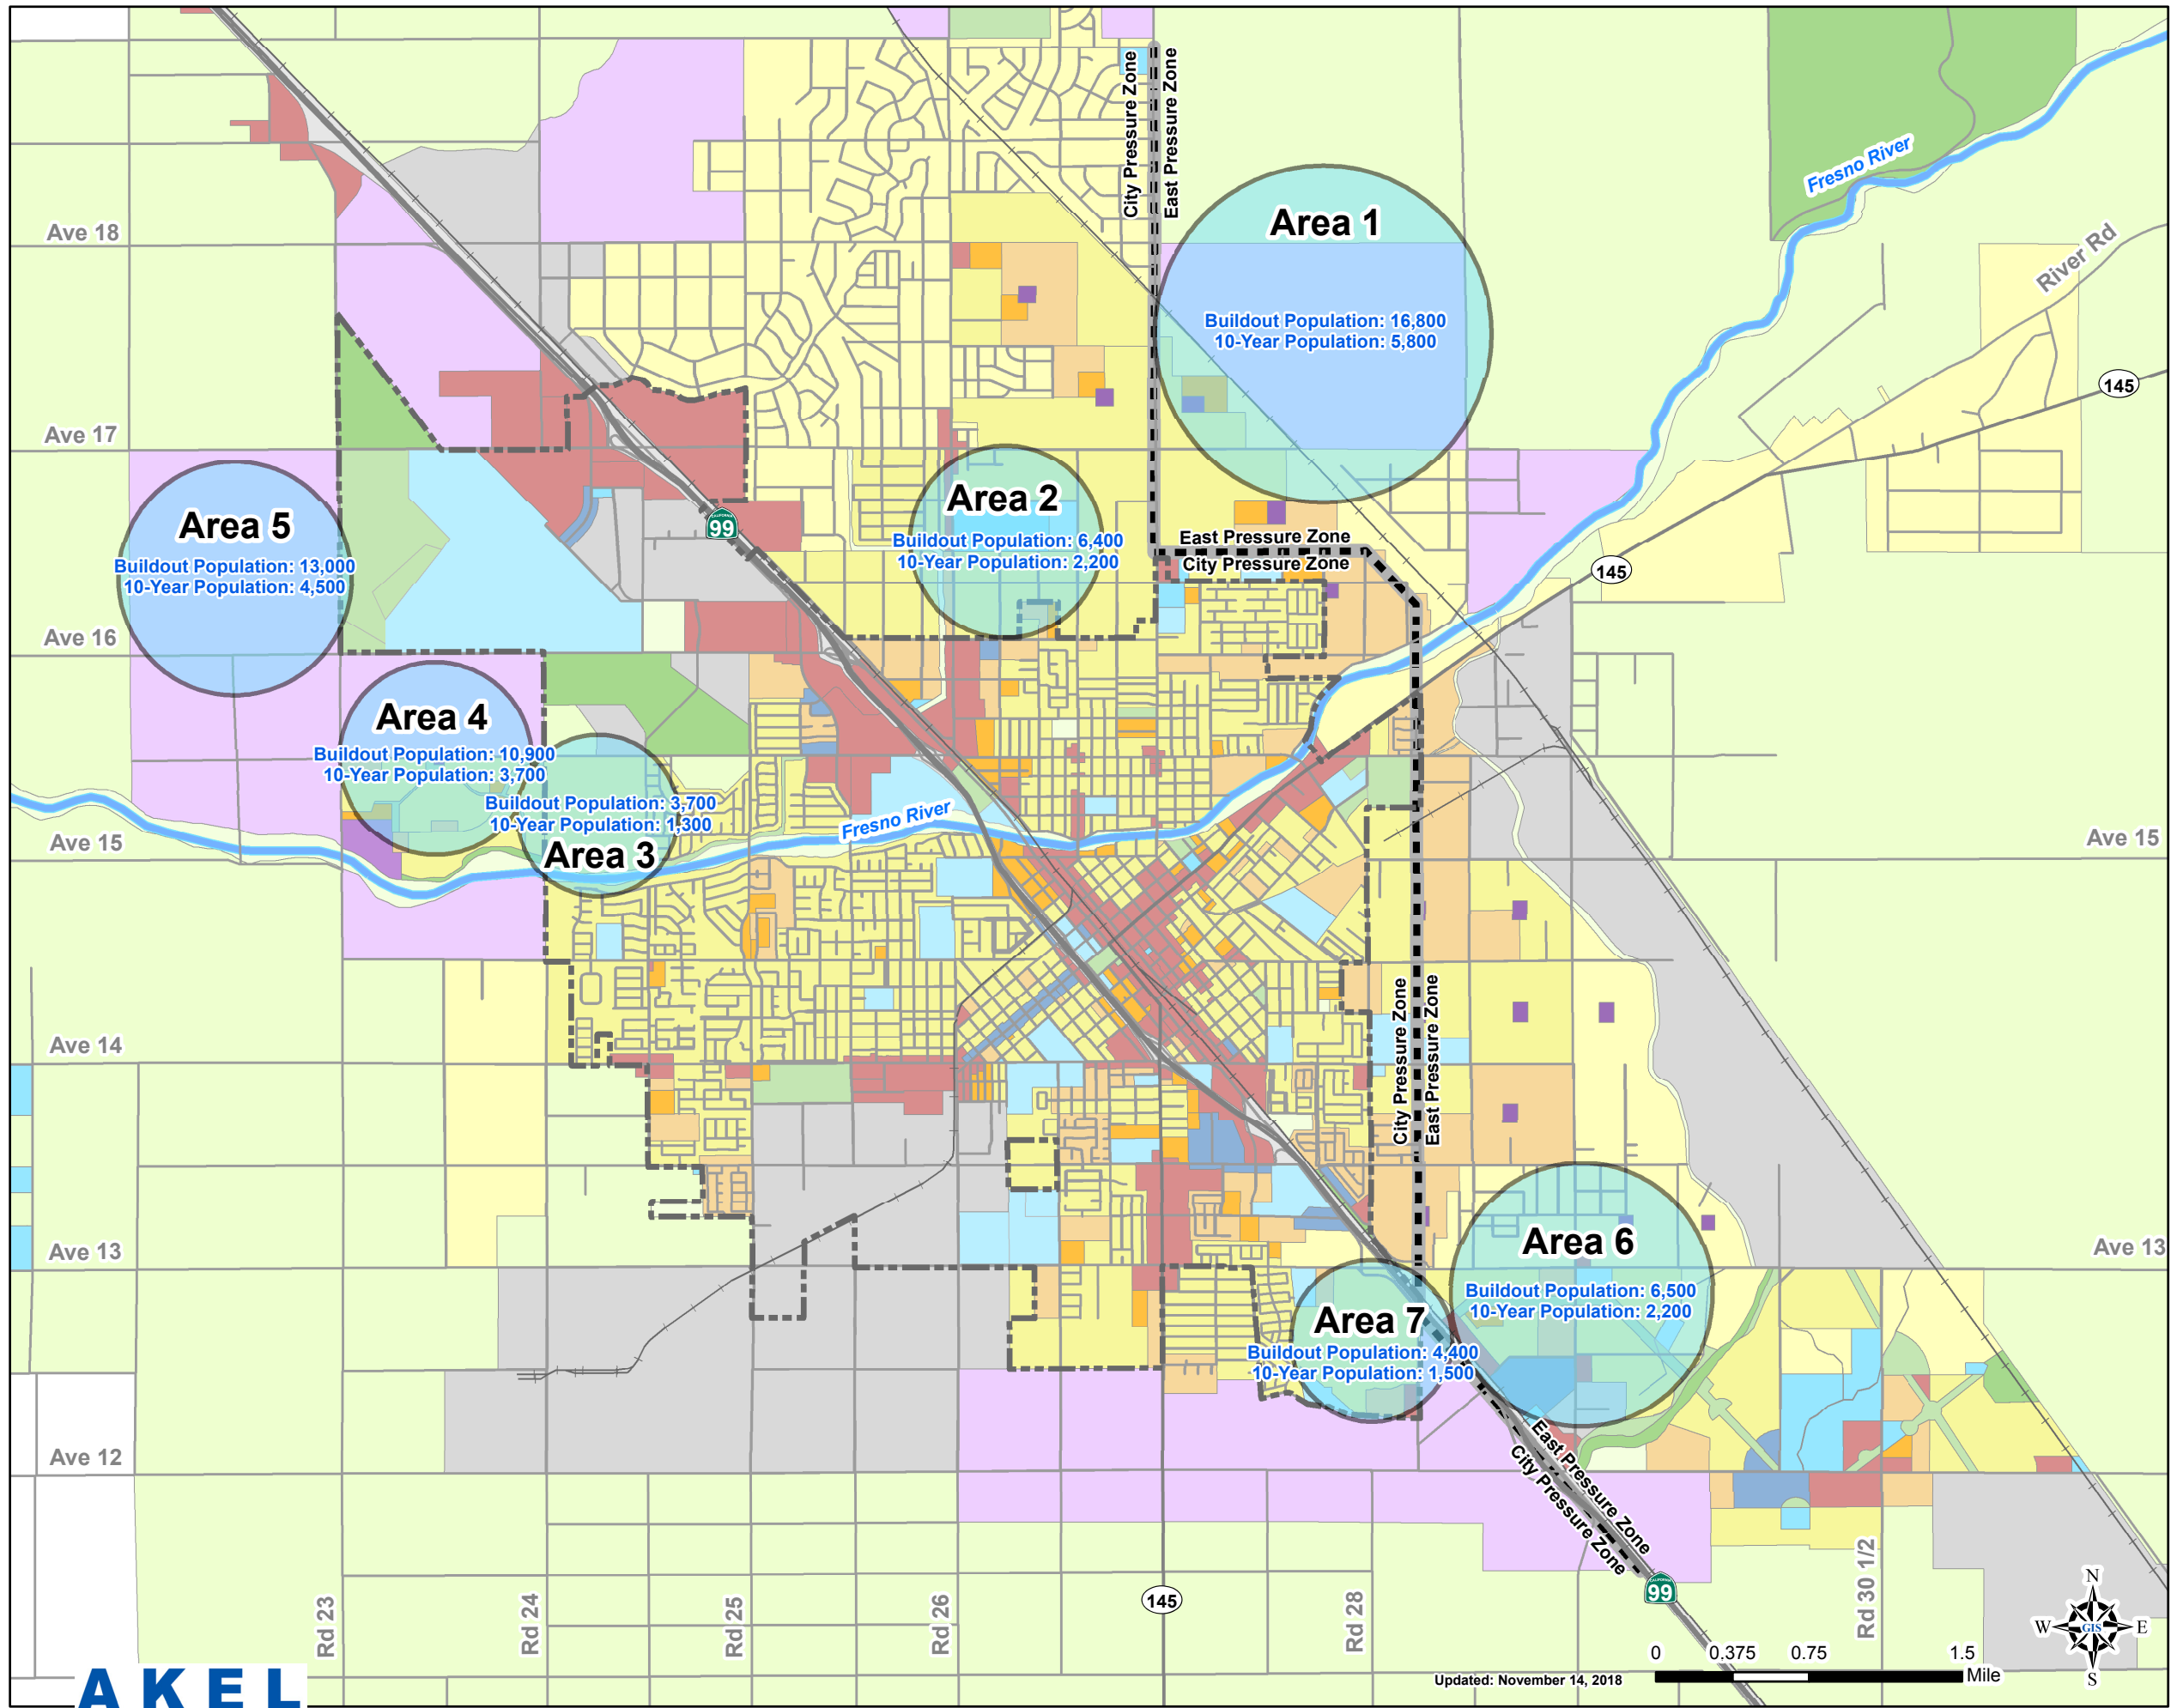 City Pressure Zone
East Pressure Zone
Fresno River
River Rd
Ave 18
Area 1
Buildout Population: 16,800
10-Year Population: 5,800
145
Ave 17
Area 2
Buildout Population: 6,400
10-Year Population: 2,200
CALIFORNIA
99
Area 5
Buildout Population: 13,000
10-Year Population: 4,500
East Pressure Zone
City Pressure Zone
145
Ave 16
Area 4
Buildout Population: 10,900
10-Year Population: 3,700
Buildout Population: 3,700
10-Year Population: 1,300
Area 3
Fresno River
Ave 15
Ave 15
Ave 14
City Pressure Zone
East Pressure Zone
Ave 13
Ave 13
Area 6
Buildout Population: 6,500
10-Year Population: 2,200
Area 7
Buildout Population: 4,400
10-Year Population: 1,500
Ave 12
East Pressure Zone
City Pressure Zone
CALIFORNIA
99
Rd 23
Rd 24
Rd 25
Rd 26
145
Rd 28
Rd 30 1/2
N
W
GIS
E
S
0
0.375
0.75
1.5
Mile
Updated: November 14, 2018
AKEL